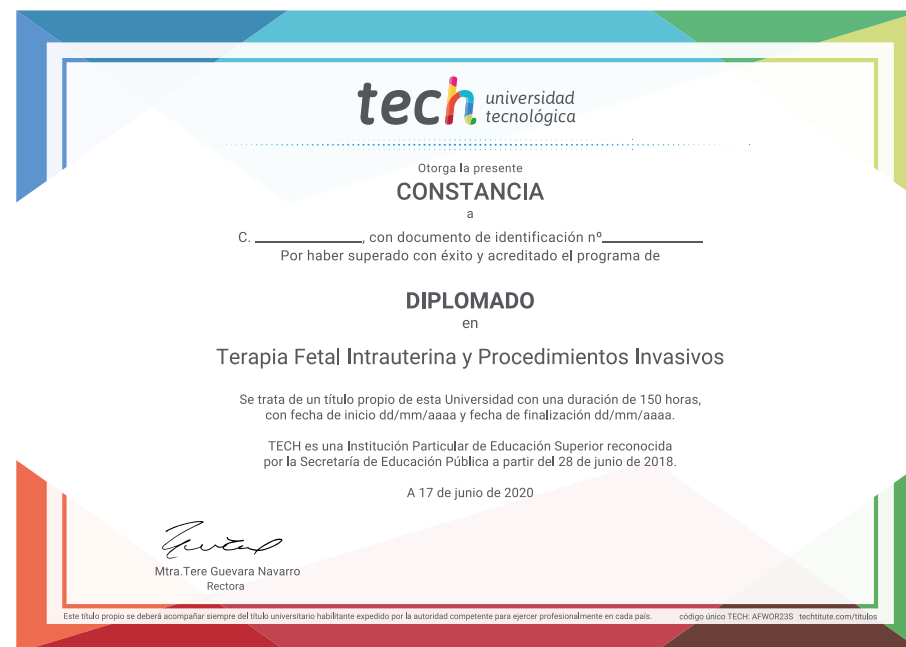 tech universidad
tecnológica
Otorga la presente
CONSTANCIA
a
C. ______________, con documento de identificación nº_____________
Por haber superado con éxito y acreditado el programa de
DIPLOMADO
en
Terapia Fetal Intrauterina y Procedimientos Invasivos
Se trata de un título propio de esta Universidad con una duración de 150 horas,
con fecha de inicio dd/mm/aaaa y fecha de finalización dd/mm/aaaa.
TECH es una Institución Particular de Educación Superior reconocida
por la Secretaría de Educación Pública a partir del 28 de junio de 2018.
A 17 de junio de 2020
Mtra.Tere Guevara Navarro
Rectora
Este título propio se deberá acompañar siempre del título universitario habilitante expedido por la autoridad competente para ejercer profesionalmente en cada país. código único TECH: AFWOR23S techtitute.com/titulos